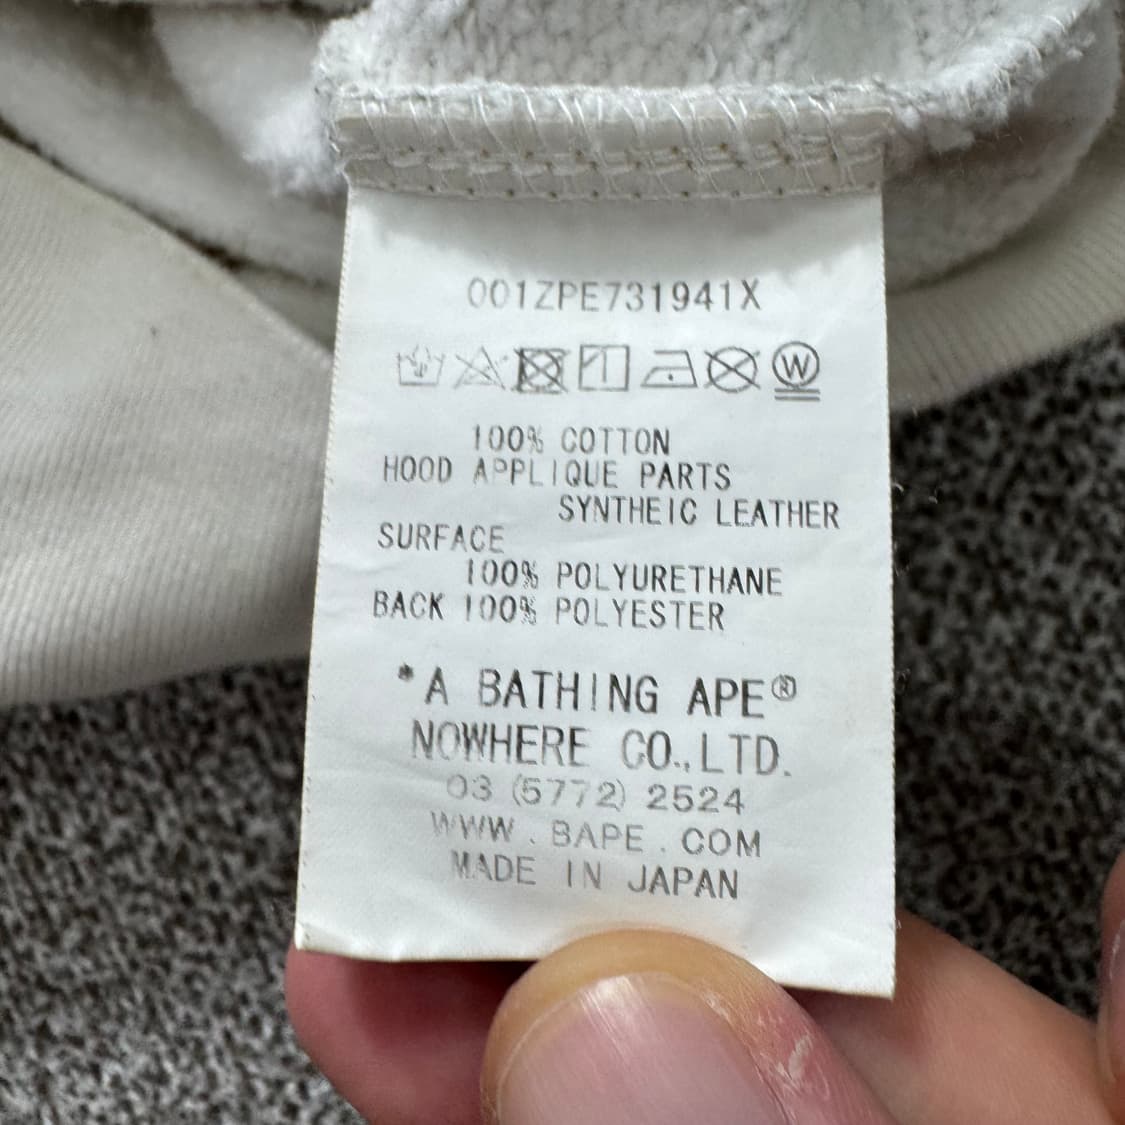 001ZPE731941X
W
100% COTTON
HOOD APPLIQUE PARTS
SYNTHEIC LEATHER
SURFACE
100% POLYURETHANE
BACK 100% POLYESTER
*A BATHING APE®
NOWHERE CO.,LTD.
03 (5772) 2524
WWW.BAPE.COM
MADE IN JAPAN